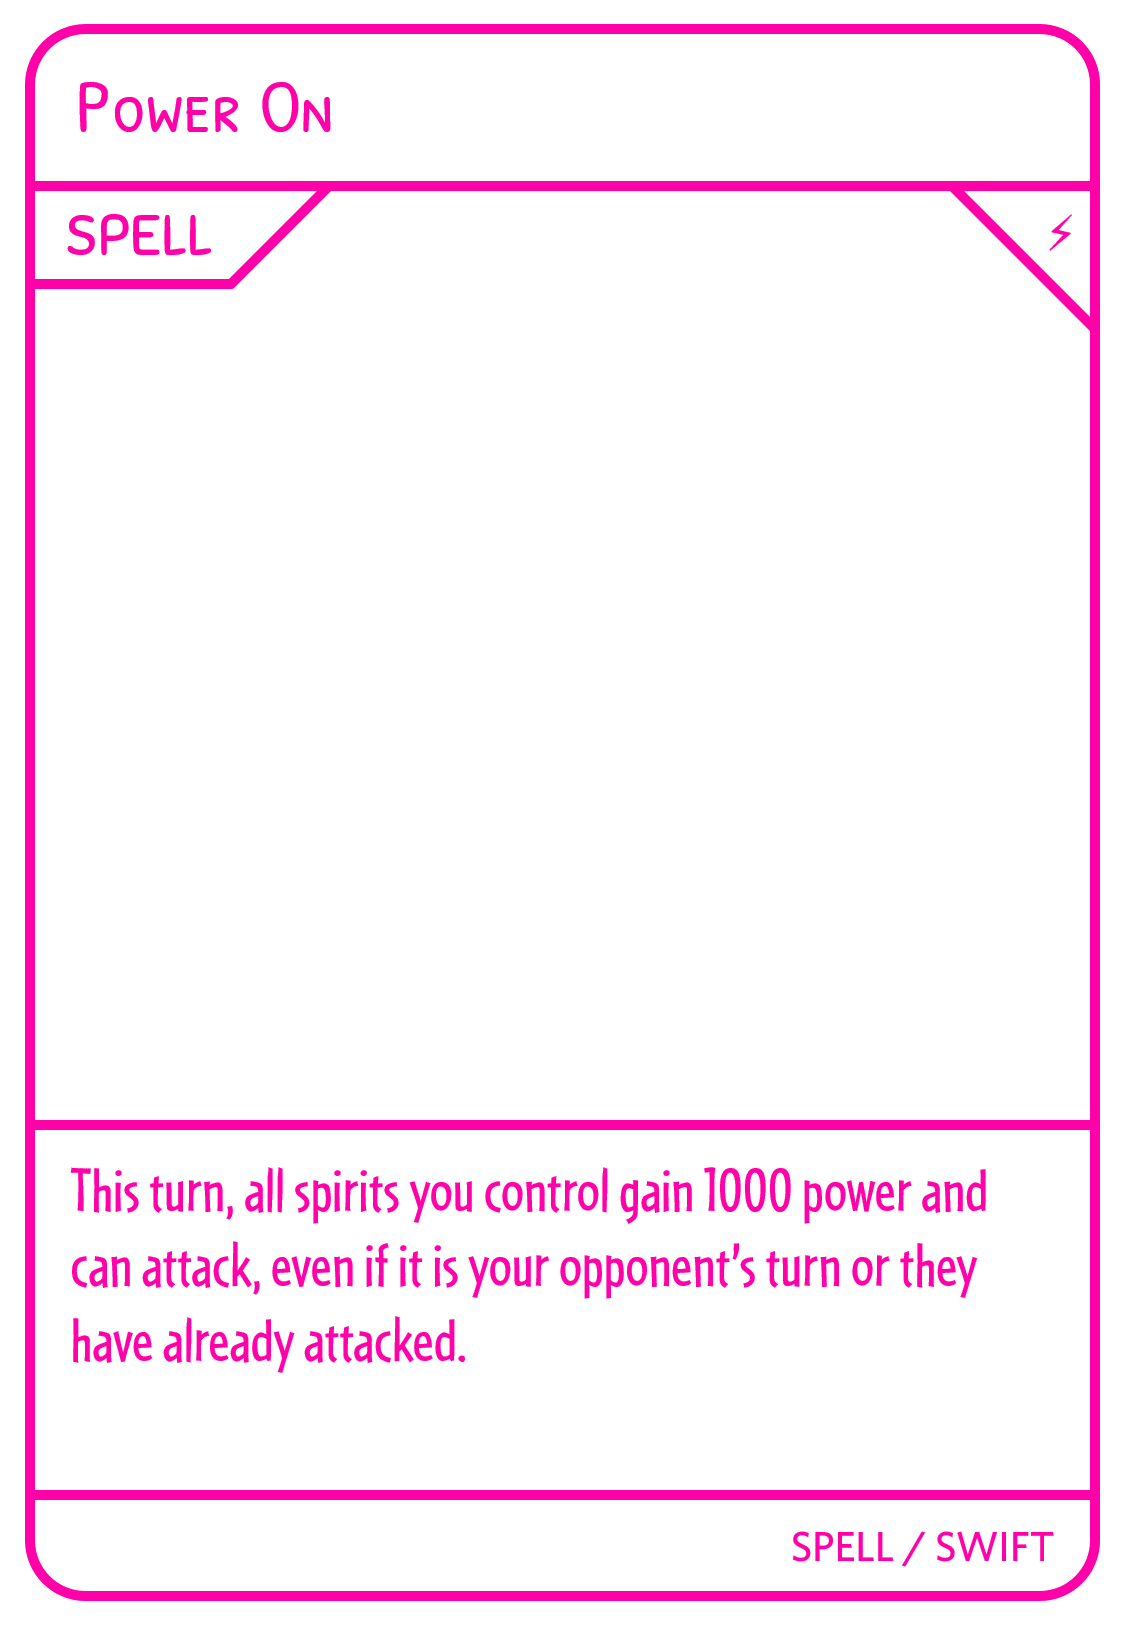 Power On
SPELL
⚡
This turn, all spirits you control gain 1000 power and
can attack, even if it is your opponent’s turn or they
have already attacked.
SPELL / SWIFT